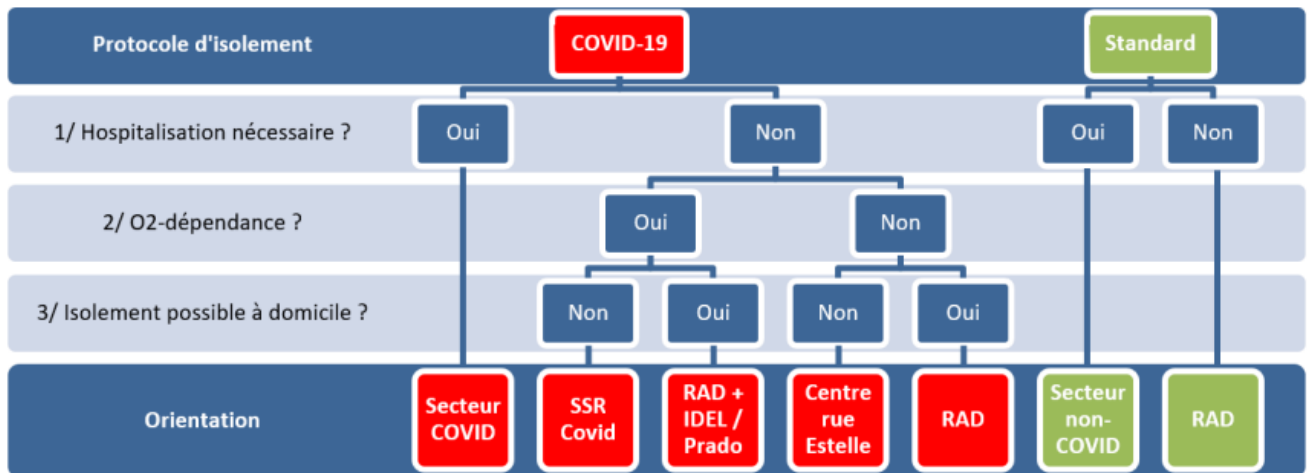 Protocole d'isolement
COVID-19
Standard
1/ Hospitalisation nécessaire ?
Oui
Non
Oui
Non
2/ O2-dépendance ?
Oui
Non
3/ Isolement possible à domicile ?
Non
Oui
Non
Oui
Orientation
Secteur
COVID
SSR
Covid
RAD +
IDEL /
Prado
Centre
rue
Estelle
RAD
Secteur
non-
COVID
RAD